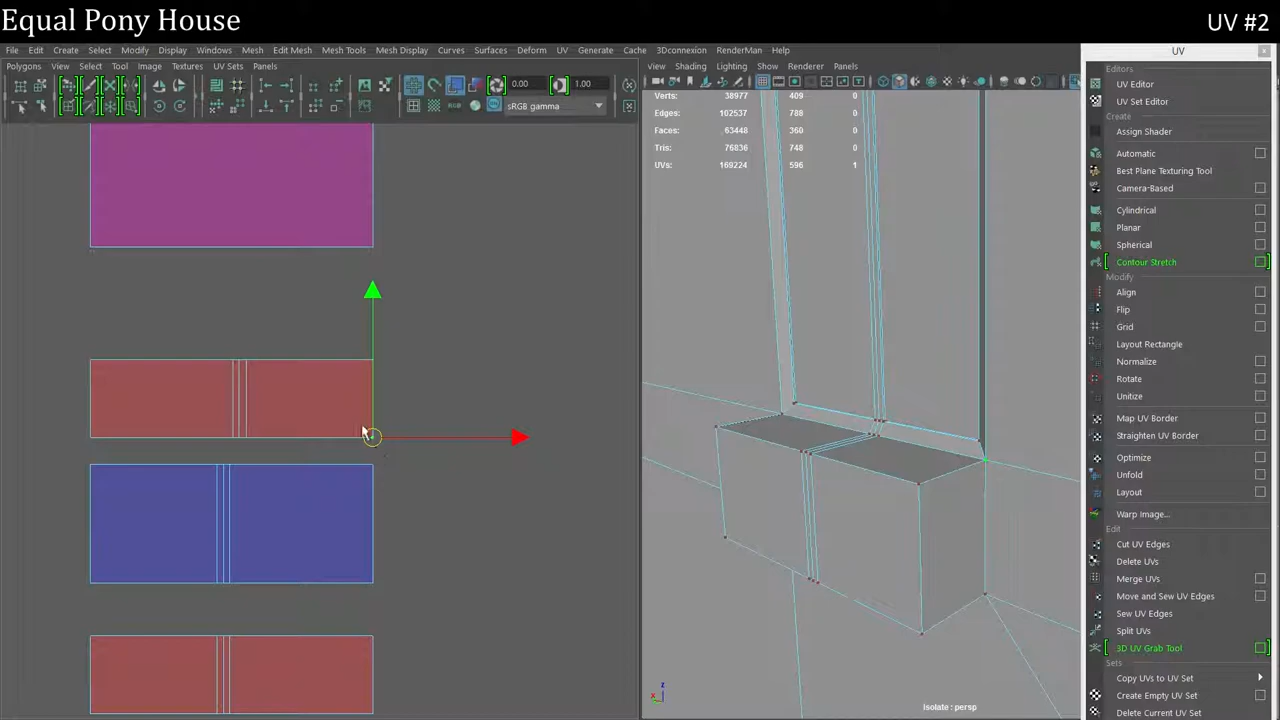 Equal Pony House
UV #2
File Edit Create Select Modify Display Windows Mesh Edit Mesh Mesh Tools Mesh Display Curves Surfaces Deform UV Generate Cache 3Dconnexion RenderMan Help
UV
Polygons View Select Tool Image Textures UV Sets Panels
View Shading Lighting Show Renderer Panels
0.00 1.00
RGB sRGB gamma
Verts: 38977 409 0
Edges: 102537 788 0
Faces: 63448 360 0
Tris: 76836 748 0
UVs: 169224 596 1
Editors
UV Editor
UV Set Editor
Create
Assign Shader
Automatic
Best Plane Texturing Tool
Camera-Based
Cylindrical
Planar
Spherical
Contour Stretch
Modify
Align
Flip
Grid
Layout Rectangle
Normalize
Rotate
Unitize
Map UV Border
Straighten UV Border
Optimize
Unfold
Layout
Warp Image...
Edit
Cut UV Edges
Delete UVs
Merge UVs
Move and Sew UV Edges
Sew UV Edges
Split UVs
3D UV Grab Tool
Sets
Copy UVs to UV Set
Create Empty UV Set
Delete Current UV Set
z
x
Isolate : persp